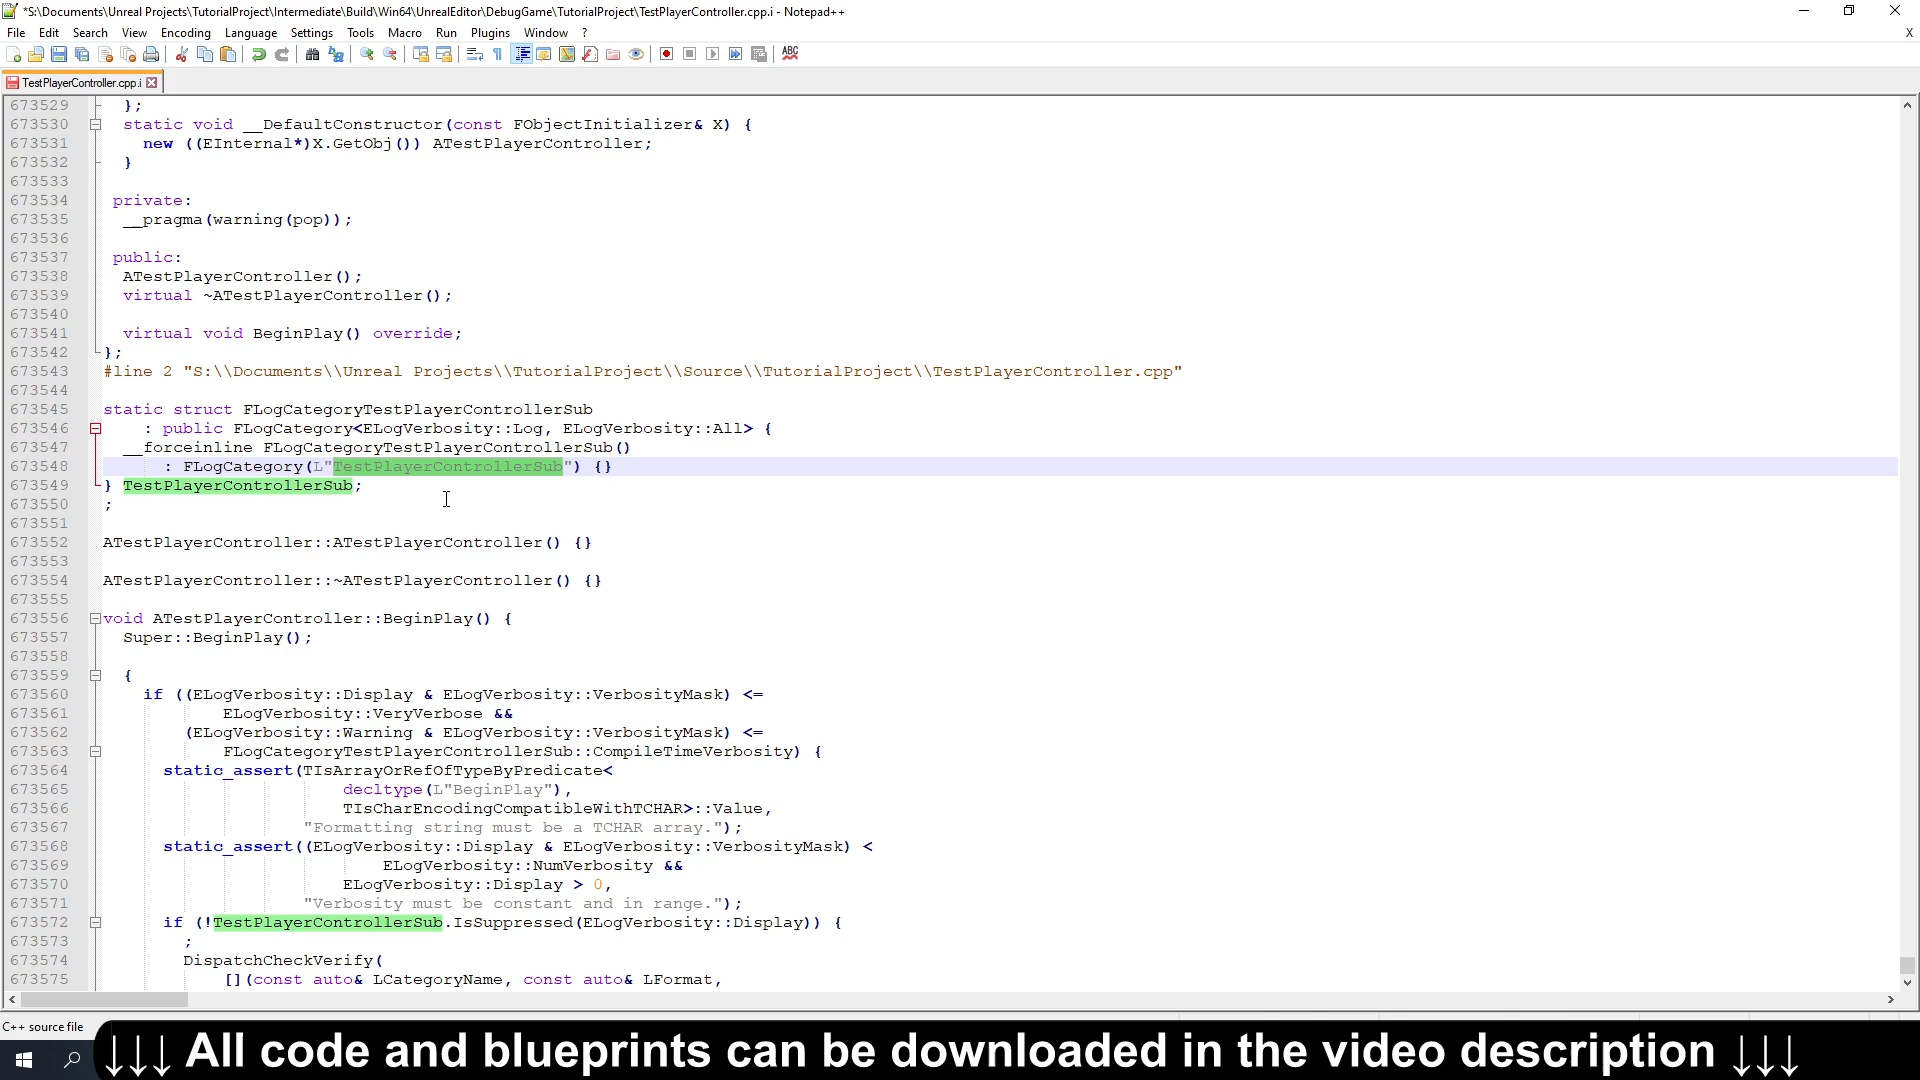 *S:\Documents\Unreal Projects\TutorialProject\Intermediate\Build\Win64\UnrealEditor\DebugGame\TutorialProject\TestPlayerController.cpp.i - Notepad++
File Edit Search View Encoding Language Settings Tools Macro Run Plugins Window ? X
ABC
TestPlayerController.cpp.i
673529 };
673530 static void __DefaultConstructor(const FObjectInitializer& X) {
673531 new ((EInternal*)X.GetObj()) ATestPlayerController;
673532 }
673533
673534 private:
673535 __pragma(warning(pop));
673536
673537 public:
673538 ATestPlayerController();
673539 virtual ~ATestPlayerController();
673540
673541 virtual void BeginPlay() override;
673542 };
673543 #line 2 "S:\\Documents\\Unreal Projects\\TutorialProject\\Source\\TutorialProject\\TestPlayerController.cpp"
673544
673545 static struct FLogCategoryTestPlayerControllerSub
673546 : public FLogCategory<ELogVerbosity::Log, ELogVerbosity::All> {
673547 __forceinline FLogCategoryTestPlayerControllerSub()
673548 : FLogCategory(L"TestPlayerControllerSub") {}
673549 } TestPlayerControllerSub;
673550 ;
673551
673552 ATestPlayerController::ATestPlayerController() {}
673553
673554 ATestPlayerController::~ATestPlayerController() {}
673555
673556 void ATestPlayerController::BeginPlay() {
673557 Super::BeginPlay();
673558
673559 {
673560 if ((ELogVerbosity::Display & ELogVerbosity::VerbosityMask) <=
673561 ELogVerbosity::VeryVerbose &&
673562 (ELogVerbosity::Warning & ELogVerbosity::VerbosityMask) <=
673563 FLogCategoryTestPlayerControllerSub::CompileTimeVerbosity) {
673564 static_assert(TIsArrayOrRefOfTypeByPredicate<
673565 decltype(L"BeginPlay"),
673566 TIsCharEncodingCompatibleWithTCHAR>::Value,
673567 "Formatting string must be a TCHAR array.");
673568 static_assert((ELogVerbosity::Display & ELogVerbosity::VerbosityMask) <
673569 ELogVerbosity::NumVerbosity &&
673570 ELogVerbosity::Display > 0,
673571 "Verbosity must be constant and in range.");
673572 if (!TestPlayerControllerSub.IsSuppressed(ELogVerbosity::Display)) {
673573 ;
673574 DispatchCheckVerify(
673575 [](const auto& LCategoryName, const auto& LFormat,
C++ source file
↓↓↓ All code and blueprints can be downloaded in the video description ↓↓↓